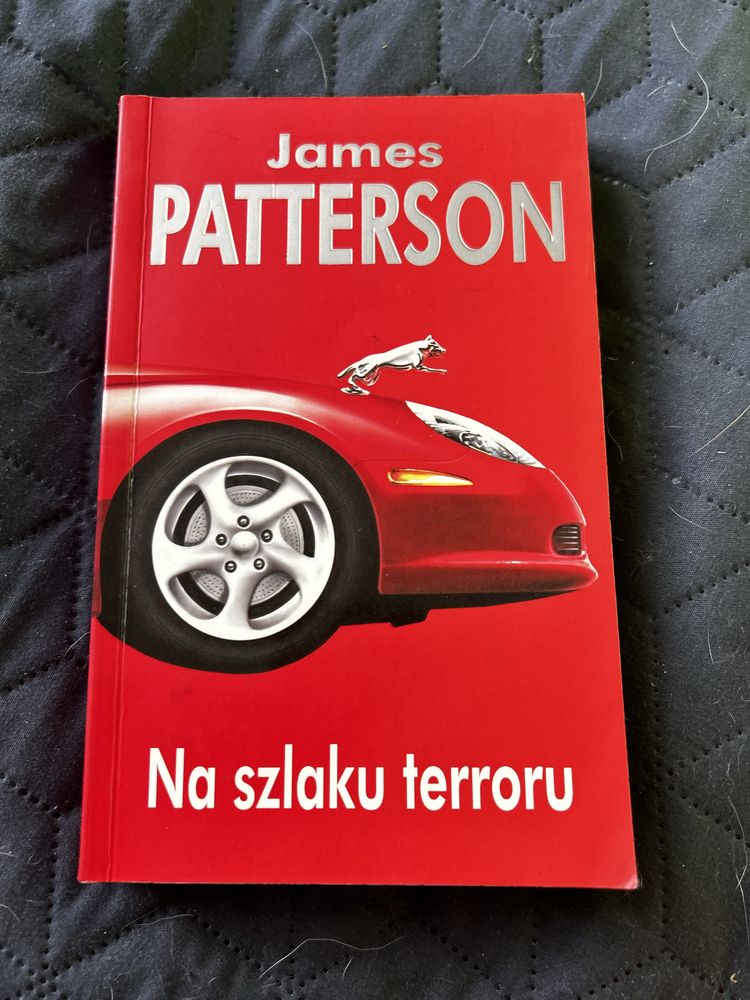 James
PATTERSON
Na szlaku terroru